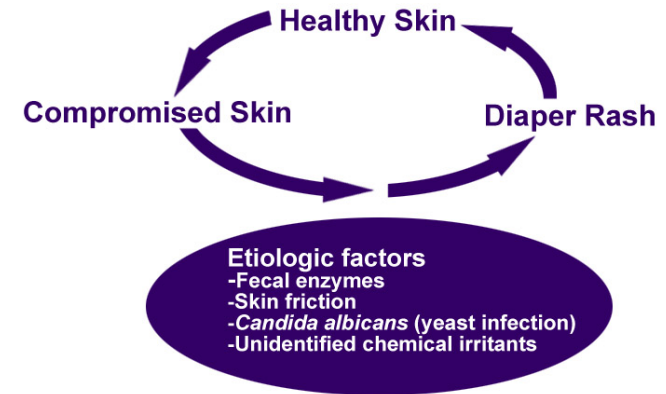 Healthy Skin
Compromised Skin
Diaper Rash
Etiologic factors
-Fecal enzymes
-Skin friction
-Candida albicans (yeast infection)
-Unidentified chemical irritants